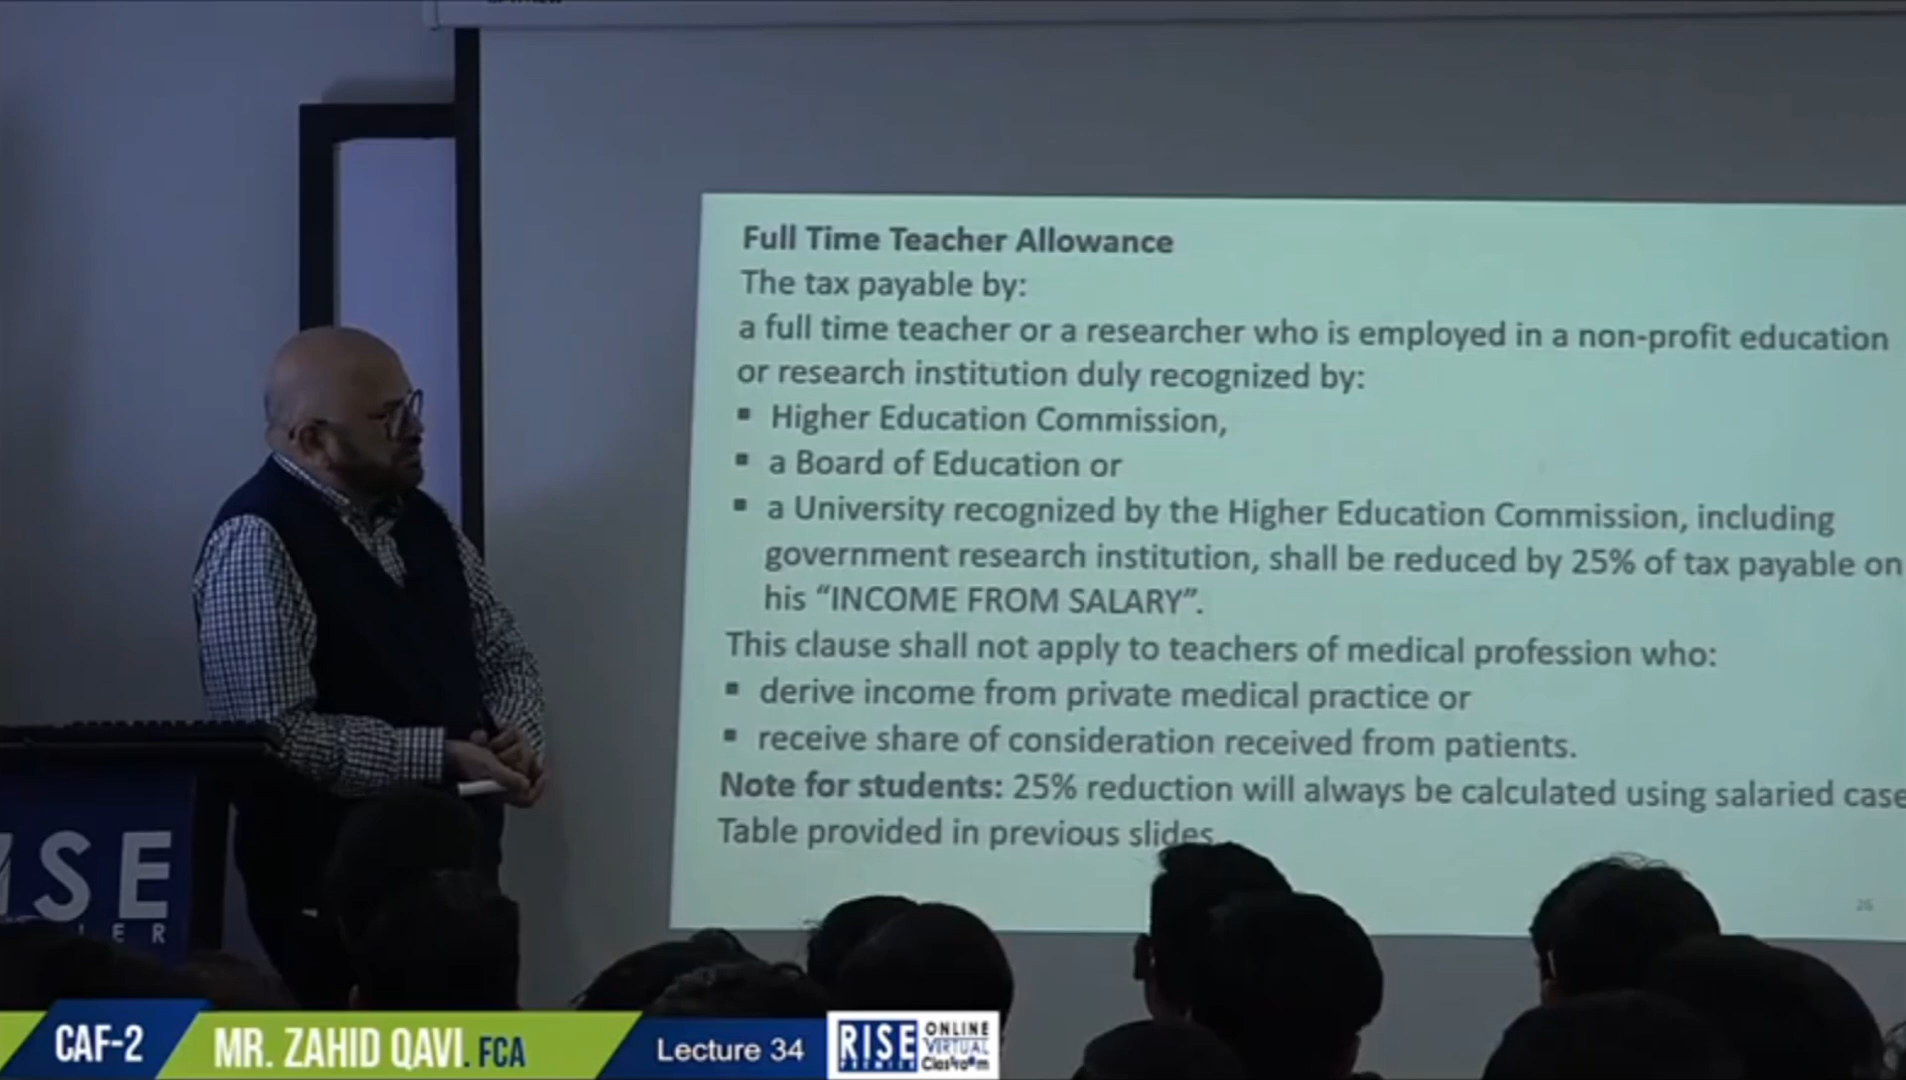 Full Time Teacher Allowance
The tax payable by:
a full time teacher or a researcher who is employed in a non-profit education
or research institution duly recognized by:
▪ Higher Education Commission,
▪ a Board of Education or
▪ a University recognized by the Higher Education Commission, including
government research institution, shall be reduced by 25% of tax payable on
his “INCOME FROM SALARY”.
This clause shall not apply to teachers of medical profession who:
▪ derive income from private medical practice or
▪ receive share of consideration received from patients.
Note for students: 25% reduction will always be calculated using salaried case
Table provided in previous slides.
26
CAF-2
MR. ZAHID QAVI. FCA
Lecture 34
RISE
PREMIER
ONLINE
VIRTUAL
Classroom